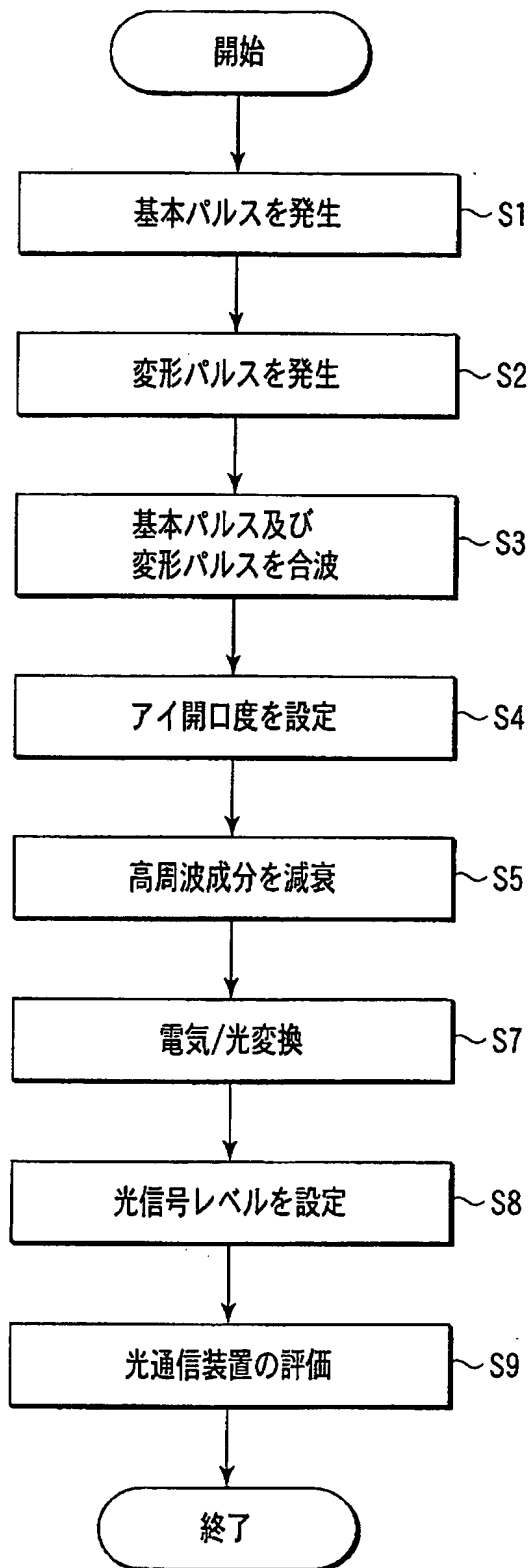 開始
基本パルスを発生
S1
変形パルスを発生
S2
基本パルス及び
変形パルスを合波
S3
アイ開口度を設定
S4
高周波成分を減衰
S5
電気/光変換
S7
光信号レベルを設定
S8
光通信装置の評価
S9
終了